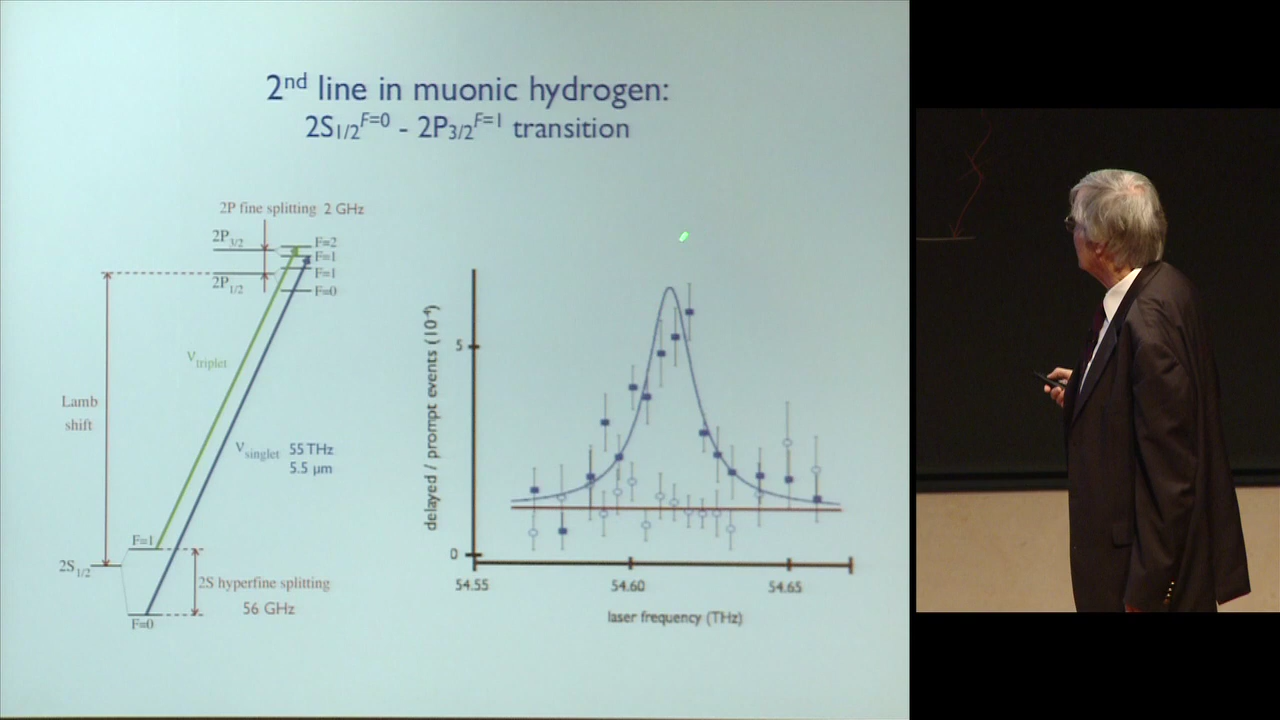 2nd line in muonic hydrogen:
2S1/2F=0 - 2P3/2F=1 transition
2P fine splitting 2 GHz
2P3/2
F=2
F=1
F=1
2P1/2
F=0
νtriplet
Lamb
shift
νsinglet 55 THz
5.5 µm
F=1
2S1/2
2S hyperfine splitting
56 GHz
F=0
delayed / prompt events (10-4)
5
0
54.55
54.60
54.65
laser frequency (THz)